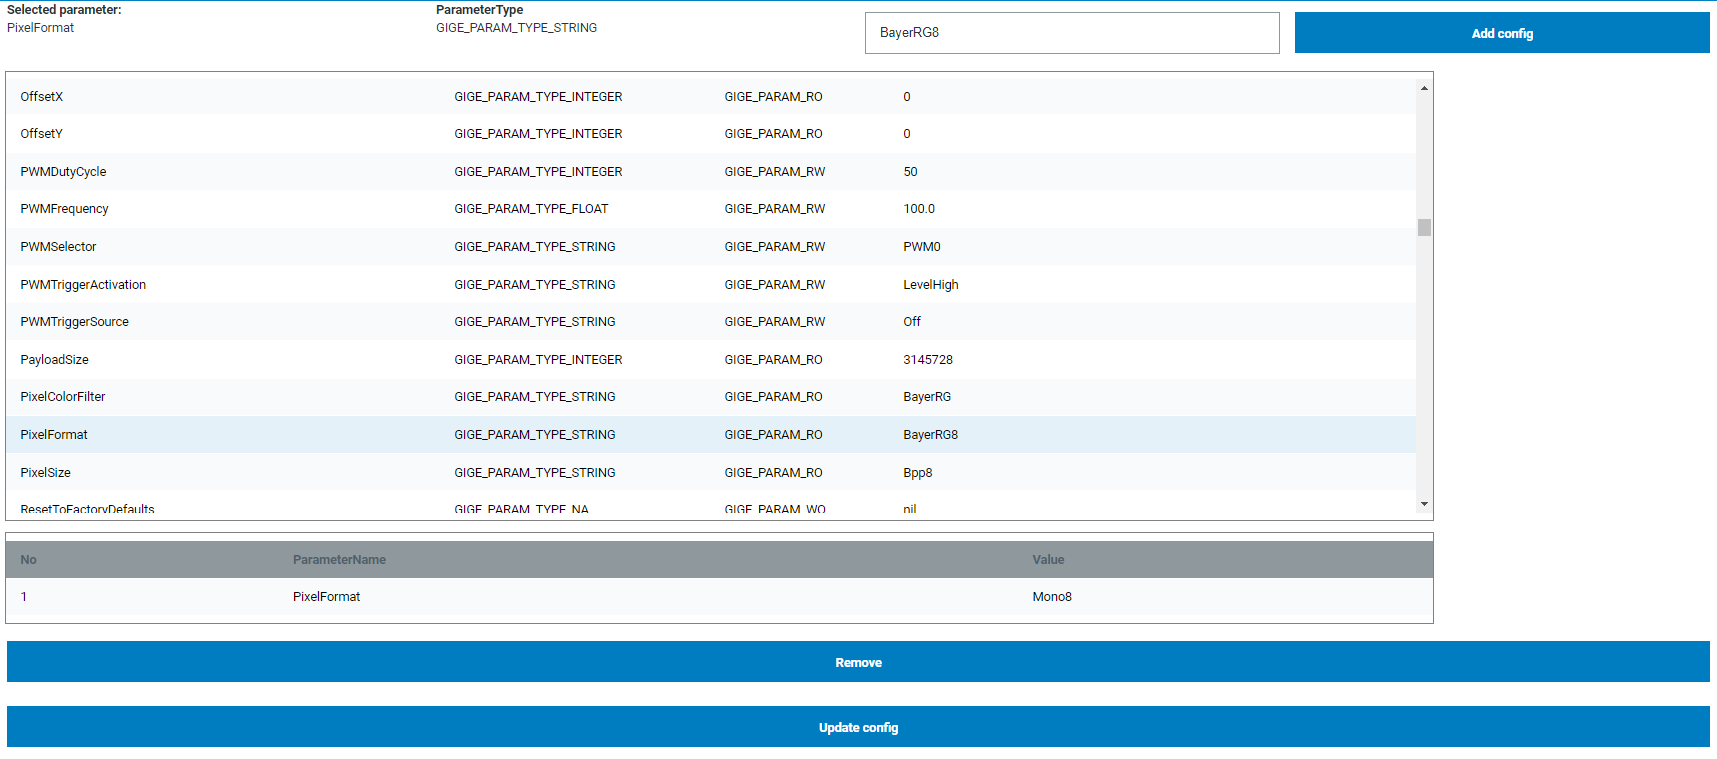 Selected parameter: ParameterType
PixelFormat GIGE_PARAM_TYPE_STRING BayerRG8 Add config
OffsetX GIGE_PARAM_TYPE_INTEGER GIGE_PARAM_RO 0
OffsetY GIGE_PARAM_TYPE_INTEGER GIGE_PARAM_RO 0
PWMDutyCycle GIGE_PARAM_TYPE_INTEGER GIGE_PARAM_RW 50
PWMFrequency GIGE_PARAM_TYPE_FLOAT GIGE_PARAM_RW 100.0
PWMSelector GIGE_PARAM_TYPE_STRING GIGE_PARAM_RW PWM0
PWMTriggerActivation GIGE_PARAM_TYPE_STRING GIGE_PARAM_RW LevelHigh
PWMTriggerSource GIGE_PARAM_TYPE_STRING GIGE_PARAM_RW Off
PayloadSize GIGE_PARAM_TYPE_INTEGER GIGE_PARAM_RO 3145728
PixelColorFilter GIGE_PARAM_TYPE_STRING GIGE_PARAM_RO BayerRG
PixelFormat GIGE_PARAM_TYPE_STRING GIGE_PARAM_RO BayerRG8
PixelSize GIGE_PARAM_TYPE_STRING GIGE_PARAM_RO Bpp8
ResetToFactoryDefaults GIGE_PARAM_TYPE_NA GIGE_PARAM_WO nil
No ParameterName Value
1 PixelFormat Mono8
Remove
Update config